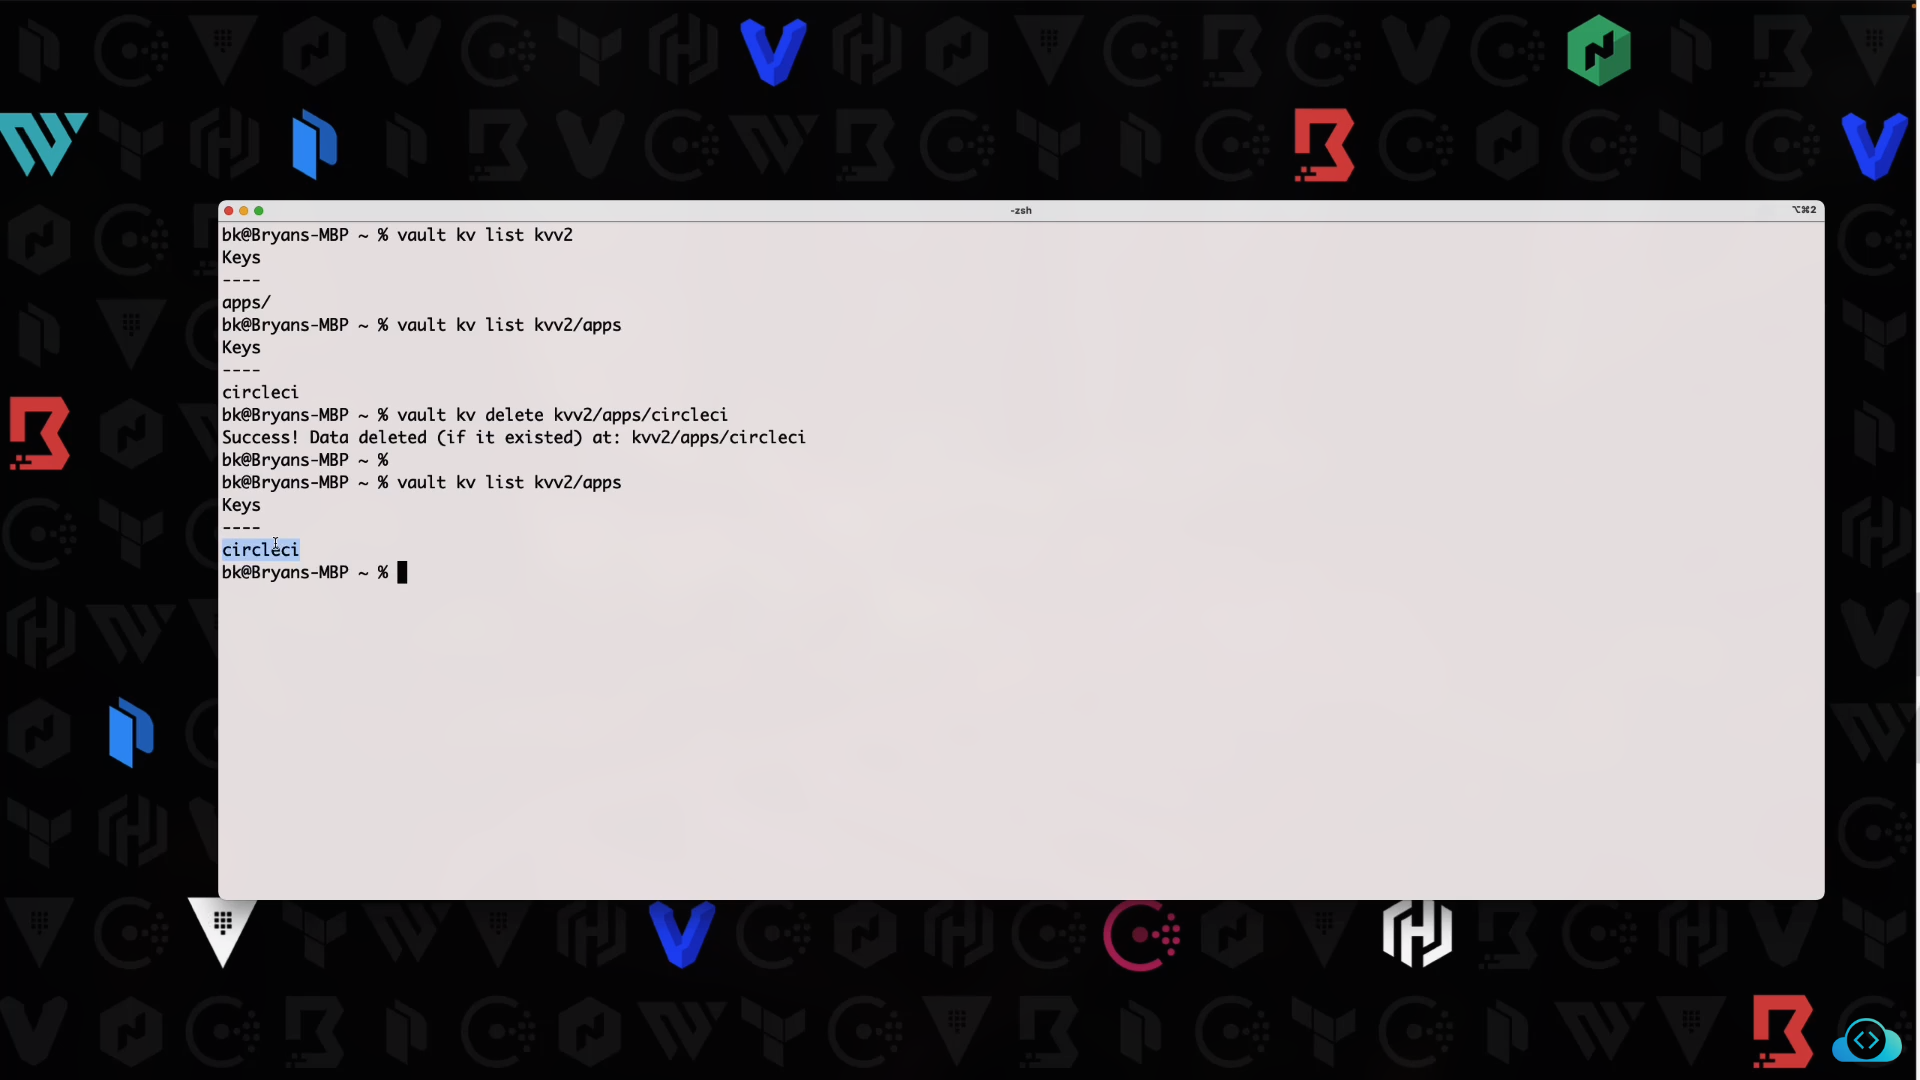 -zsh
⌥⌘2
bk@Bryans-MBP ~ % vault kv list kvv2
Keys
----
apps/
bk@Bryans-MBP ~ % vault kv list kvv2/apps
Keys
----
circleci
bk@Bryans-MBP ~ % vault kv delete kvv2/apps/circleci
Success! Data deleted (if it existed) at: kvv2/apps/circleci
bk@Bryans-MBP ~ %
bk@Bryans-MBP ~ % vault kv list kvv2/apps
Keys
----
circleci
bk@Bryans-MBP ~ %